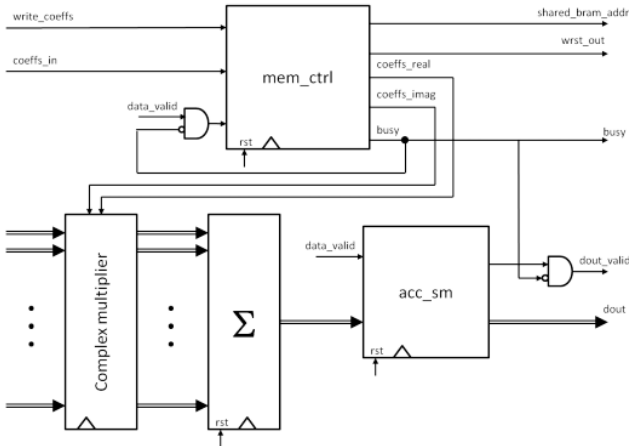 write_coeffs
shared_bram_addr
wrst_out
coeffs_in
coeffs_real
mem_ctrl
coeffs_imag
data_valid
busy
busy
rst
Complex multiplier
data_valid
dout_valid
Σ
acc_sm
dout
rst
rst